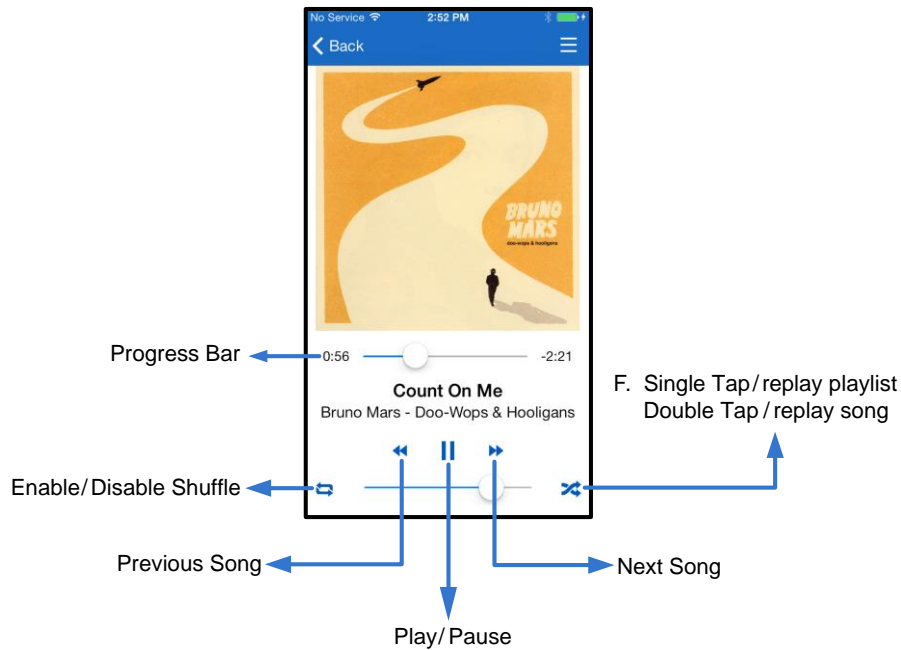 No Service 2:52 PM
Back
BRUNO
MARS
doo-wops & hooligans
Progress Bar
0:56 -2:21
Count On Me
Bruno Mars - Doo-Wops & Hooligans
F. Single Tap/replay playlist
Double Tap/replay song
Enable/Disable Shuffle
Previous Song
Next Song
Play/Pause